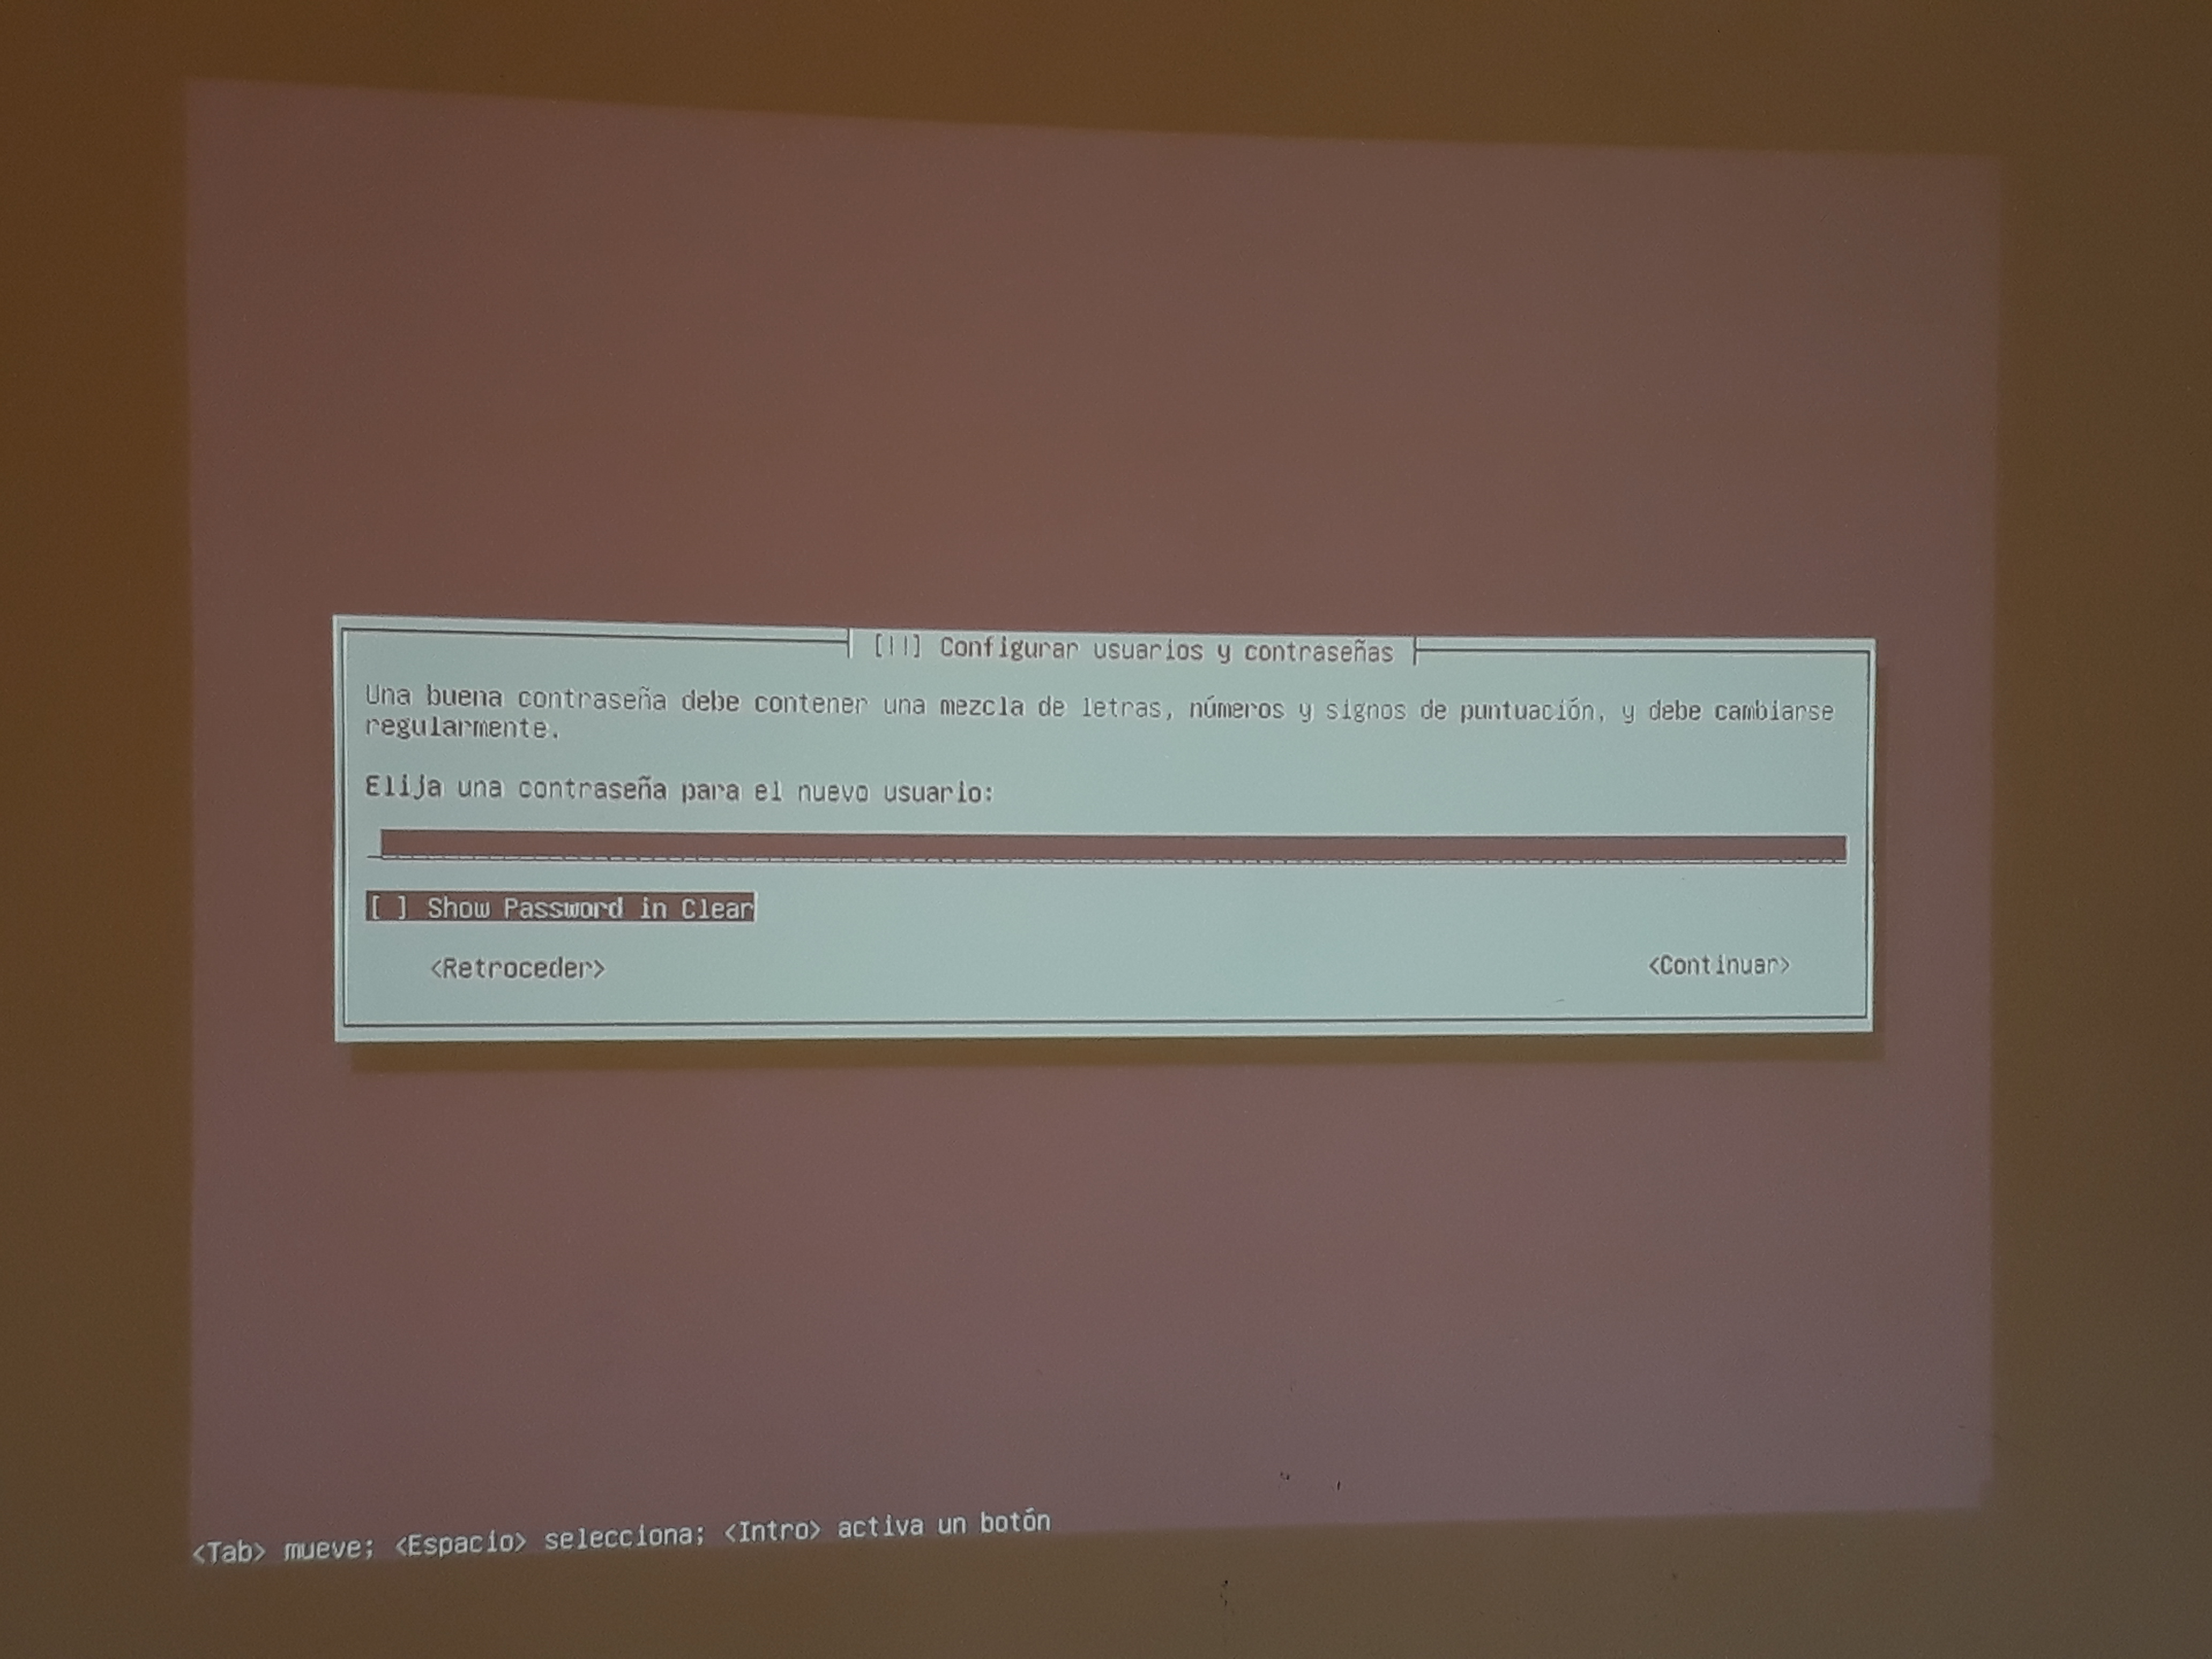 [!!] Configurar usuarios y contraseñas
Una buena contraseña debe contener una mezcla de letras, números y signos de puntuación, y debe cambiarse
regularmente.
Elija una contraseña para el nuevo usuario:
[ ] Show Password in Clear
<Retroceder> <Continuar>
<Tab> mueve; <Espacio> selecciona; <Intro> activa un botón